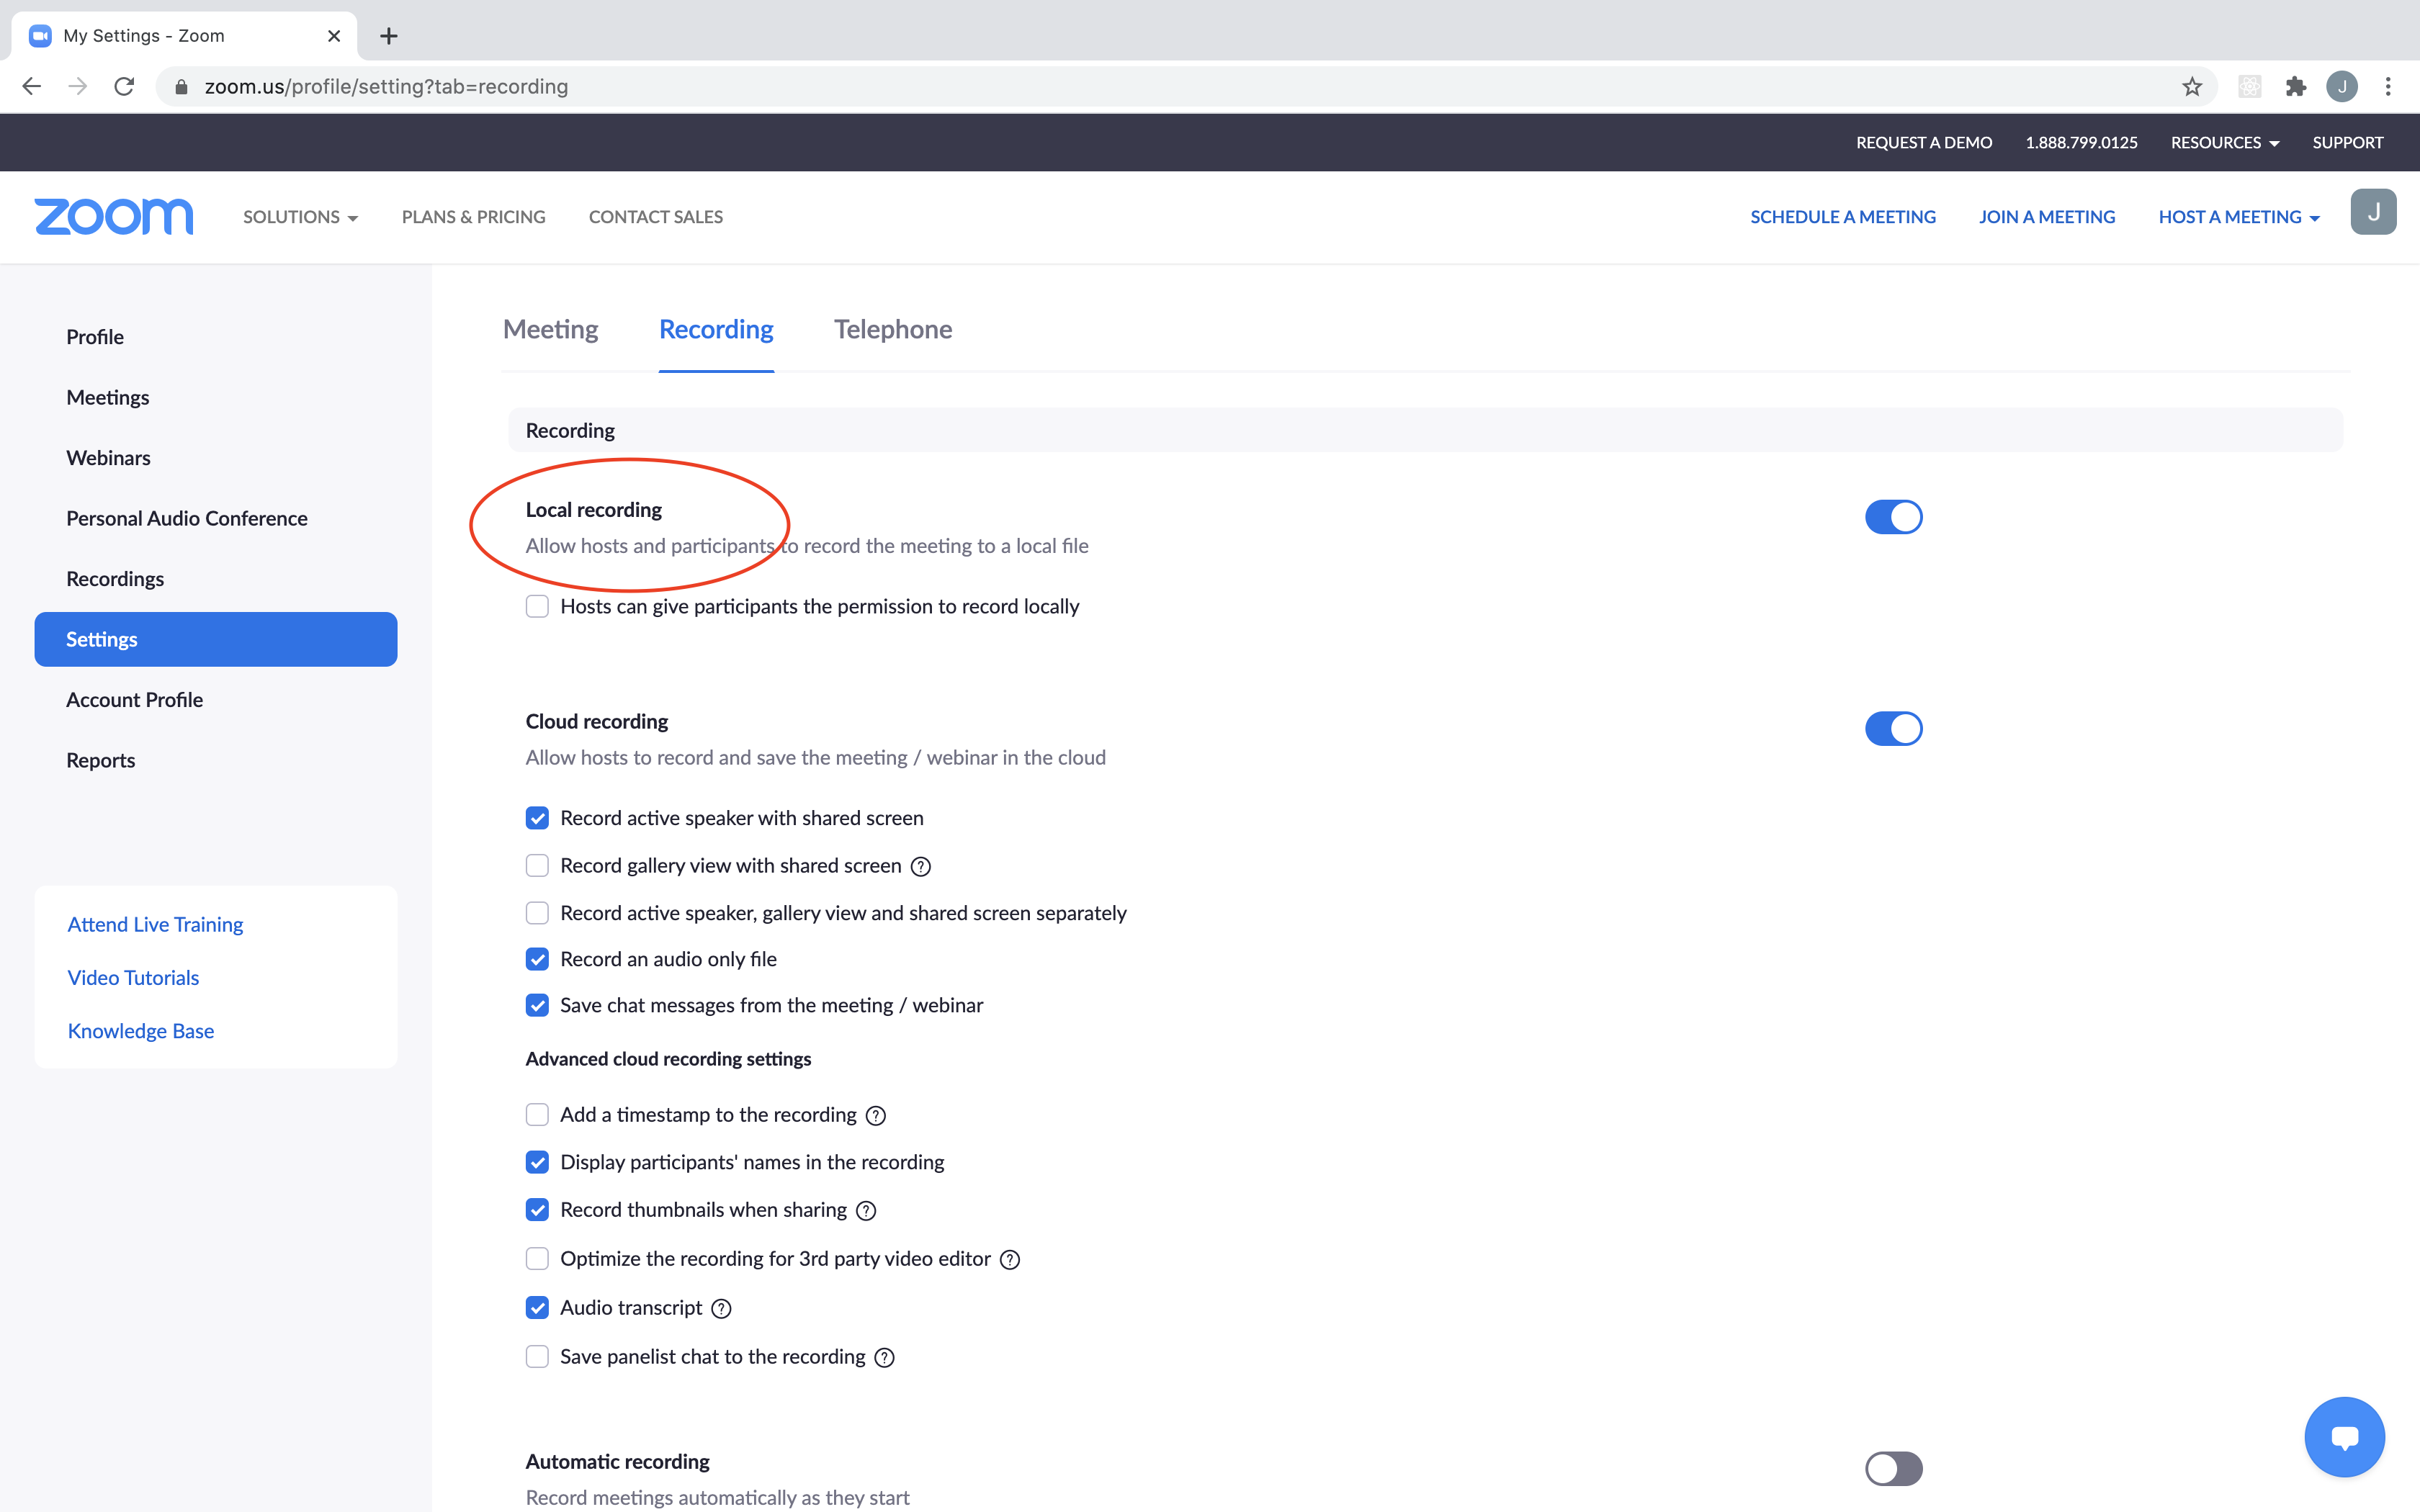 My Settings - Zoom
zoom.us/profile/setting?tab=recording
J
REQUEST A DEMO 1.888.799.0125 RESOURCES SUPPORT
zoom SOLUTIONS PLANS & PRICING CONTACT SALES SCHEDULE A MEETING JOIN A MEETING HOST A MEETING J
Profile
Meetings
Webinars
Personal Audio Conference
Recordings
Settings
Account Profile
Reports
Attend Live Training
Video Tutorials
Knowledge Base
Meeting Recording Telephone
Recording
Local recording
Allow hosts and participants to record the meeting to a local file
Hosts can give participants the permission to record locally
Cloud recording
Allow hosts to record and save the meeting / webinar in the cloud
Record active speaker with shared screen
Record gallery view with shared screen ?
Record active speaker, gallery view and shared screen separately
Record an audio only file
Save chat messages from the meeting / webinar
Advanced cloud recording settings
Add a timestamp to the recording ?
Display participants' names in the recording
Record thumbnails when sharing ?
Optimize the recording for 3rd party video editor ?
Audio transcript ?
Save panelist chat to the recording ?
Automatic recording
Record meetings automatically as they start